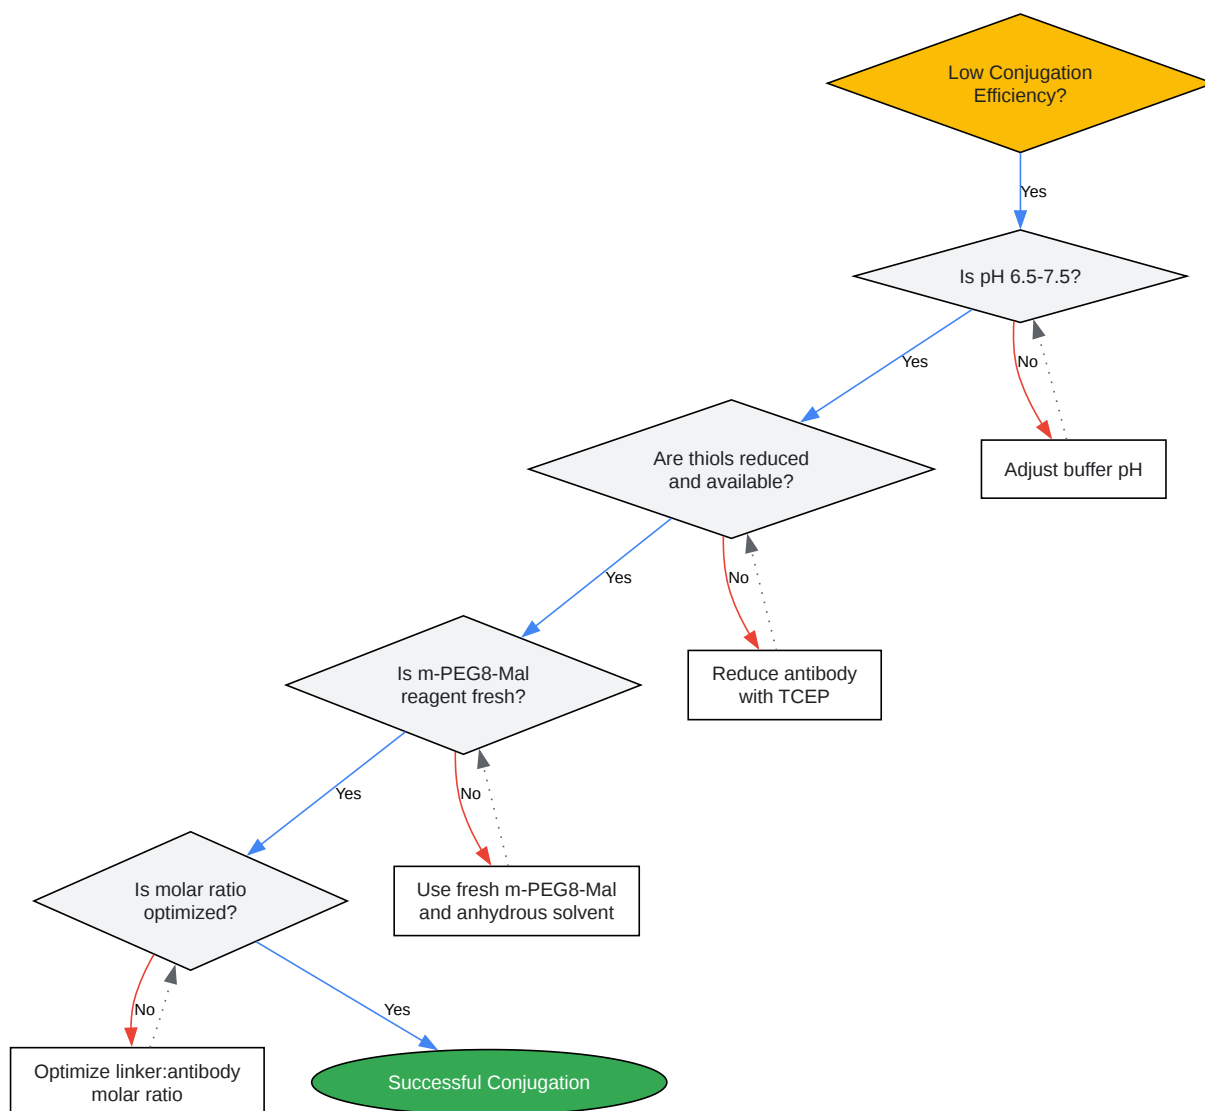 Low Conjugation
Efficiency?
Yes
Is pH 6.5-7.5?
Yes
No
Are thiols reduced
and available?
Adjust buffer pH
Yes
No
Is m-PEG8-Mal
reagent fresh?
Reduce antibody
with TCEP
Yes
No
Is molar ratio
optimized?
Use fresh m-PEG8-Mal
and anhydrous solvent
No
Yes
Optimize linker:antibody
molar ratio
Successful Conjugation